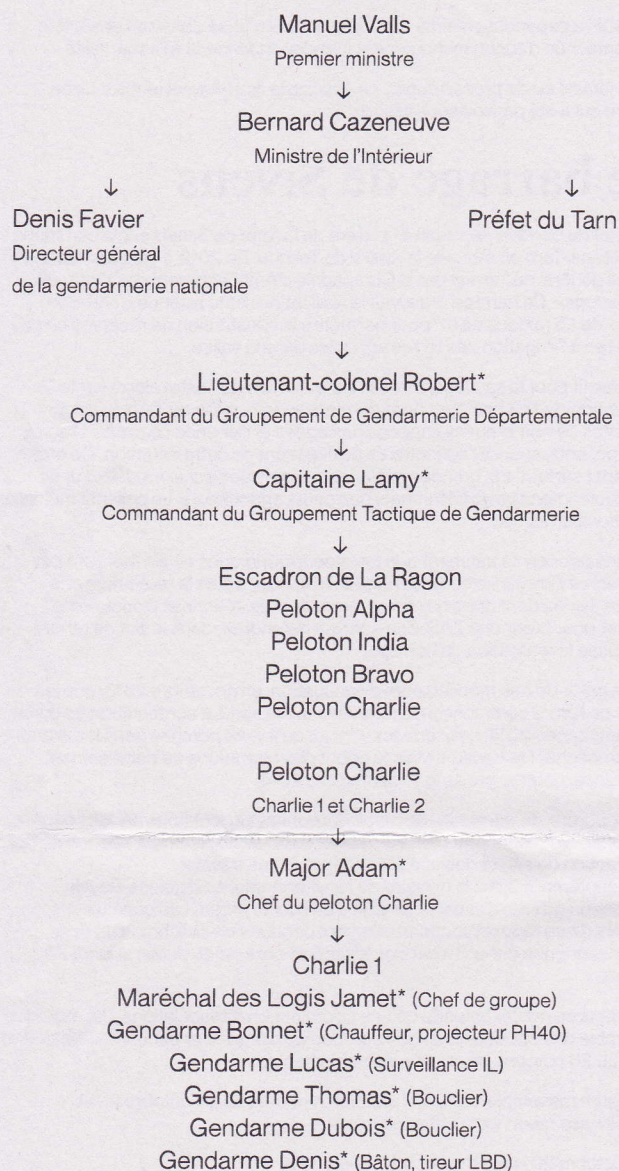 Manuel Valls
Premier ministre
↓
Bernard Cazeneuve
Ministre de l'Intérieur
↓ ↓
Denis Favier
Directeur général
de la gendarmerie nationale
Préfet du Tarn
↓
Lieutenant-colonel Robert*
Commandant du Groupement de Gendarmerie Départementale
↓
Capitaine Lamy*
Commandant du Groupement Tactique de Gendarmerie
↓
Escadron de La Ragon
Peloton Alpha
Peloton India
Peloton Bravo
Peloton Charlie
Peloton Charlie
Charlie 1 et Charlie 2
↓
Major Adam*
Chef du peloton Charlie
↓
Charlie 1
Maréchal des Logis Jamet* (Chef de groupe)
Gendarme Bonnet* (Chauffeur, projecteur PH40)
Gendarme Lucas* (Surveillance IL)
Gendarme Thomas* (Bouclier)
Gendarme Dubois* (Bouclier)
Gendarme Denis* (Bâton, tireur LBD)